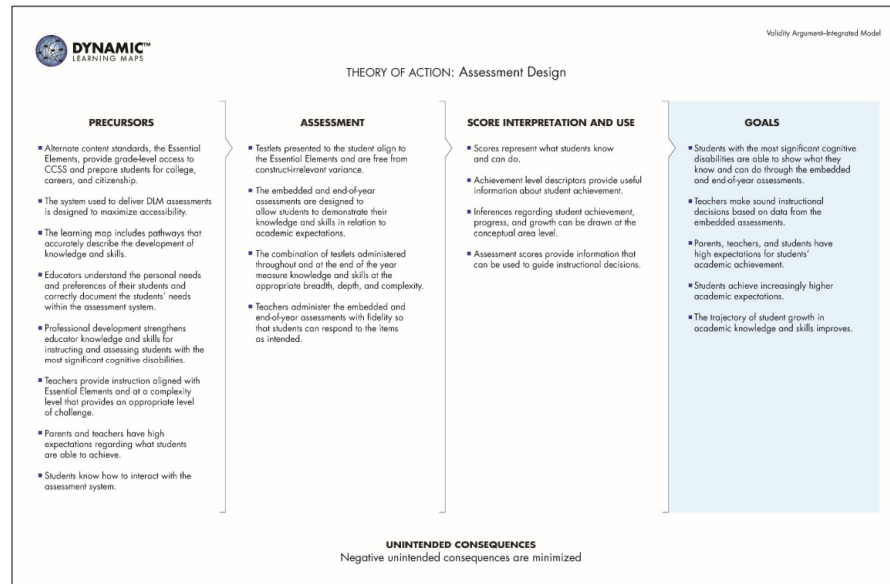 DYNAMIC™
LEARNING MAPS
Validity Argument–Integrated Model
THEORY OF ACTION: Assessment Design
PRECURSORS
■ Alternate content standards, the Essential
Elements, provide grade-level access to
CCSS and prepare students for college,
careers, and citizenship.
■ The system used to deliver DLM assessments
is designed to maximize accessibility.
■ The learning map includes pathways that
accurately describe the development of
knowledge and skills.
■ Educators understand the personal needs
and preferences of their students and
correctly document the students' needs
within the assessment system.
■ Professional development strengthens
educator knowledge and skills for
instructing and assessing students with the
most significant cognitive disabilities.
■ Teachers provide instruction aligned with
Essential Elements and at a complexity
level that provides an appropriate level
of challenge.
■ Parents and teachers have high
expectations regarding what students
are able to achieve.
■ Students know how to interact with the
assessment system.
ASSESSMENT
■ Testlets presented to the student align to
the Essential Elements and are free from
construct-irrelevant variance.
■ The embedded and end-of-year
assessments are designed to
allow students to demonstrate their
knowledge and skills in relation to
academic expectations.
■ The combination of testlets administered
throughout and at the end of the year
measure knowledge and skills at the
appropriate breadth, depth, and complexity.
■ Teachers administer the embedded and
end-of-year assessments with fidelity so
that students can respond to the items
as intended.
SCORE INTERPRETATION AND USE
■ Scores represent what students know
and can do.
■ Achievement level descriptors provide useful
information about student achievement.
■ Inferences regarding student achievement,
progress, and growth can be drawn at the
conceptual area level.
■ Assessment scores provide information that
can be used to guide instructional decisions.
GOALS
■ Students with the most significant cognitive
disabilities are able to show what they
know and can do through the embedded
and end-of-year assessments.
■ Teachers make sound instructional
decisions based on data from the
embedded assessments.
■ Parents, teachers, and students have
high expectations for students'
academic achievement.
■ Students achieve increasingly higher
academic expectations.
■ The trajectory of student growth in
academic knowledge and skills improves.
UNINTENDED CONSEQUENCES
Negative unintended consequences are minimized